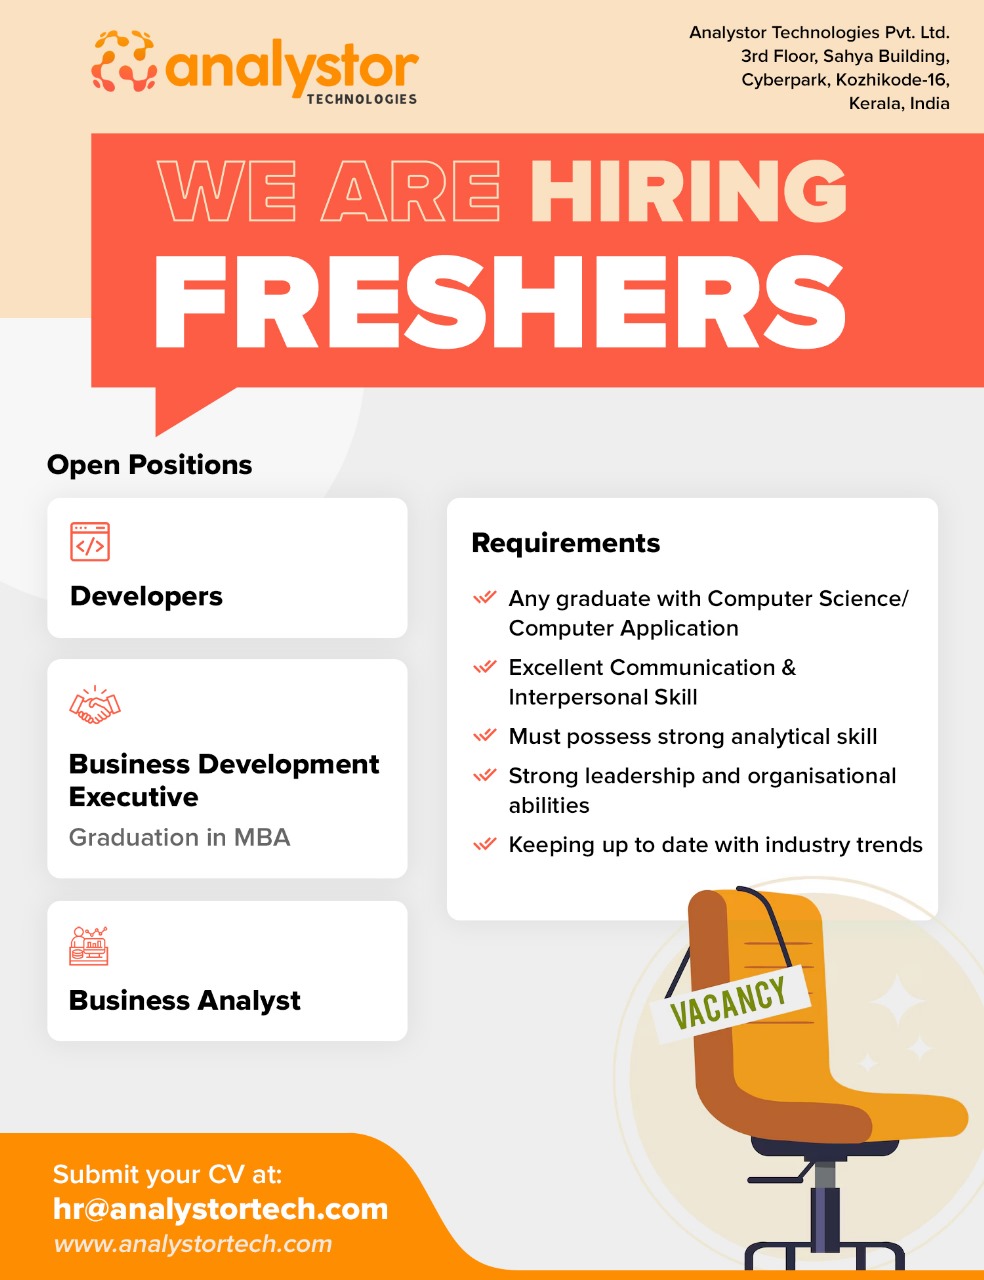 analystor
TECHNOLOGIES
Analystor Technologies Pvt. Ltd.
3rd Floor, Sahya Building,
Cyberpark, Kozhikode-16,
Kerala, India
WE ARE HIRING
FRESHERS
Open Positions
Developers
Business Development
Executive
Graduation in MBA
Business Analyst
Requirements
Any graduate with Computer Science/
Computer Application
Excellent Communication &
Interpersonal Skill
Must possess strong analytical skill
Strong leadership and organisational
abilities
Keeping up to date with industry trends
VACANCY
Submit your CV at:
hr@analystortech.com
www.analystortech.com